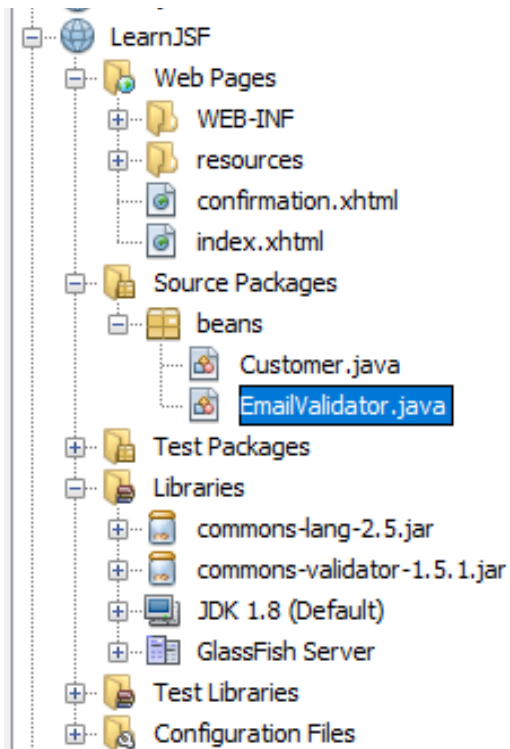 LearnJSF
Web Pages
WEB-INF
resources
confirmation.xhtml
index.xhtml
Source Packages
beans
Customer.java
EmailValidator.java
Test Packages
Libraries
commons-lang-2.5.jar
commons-validator-1.5.1.jar
JDK 1.8 (Default)
GlassFish Server
Test Libraries
Configuration Files